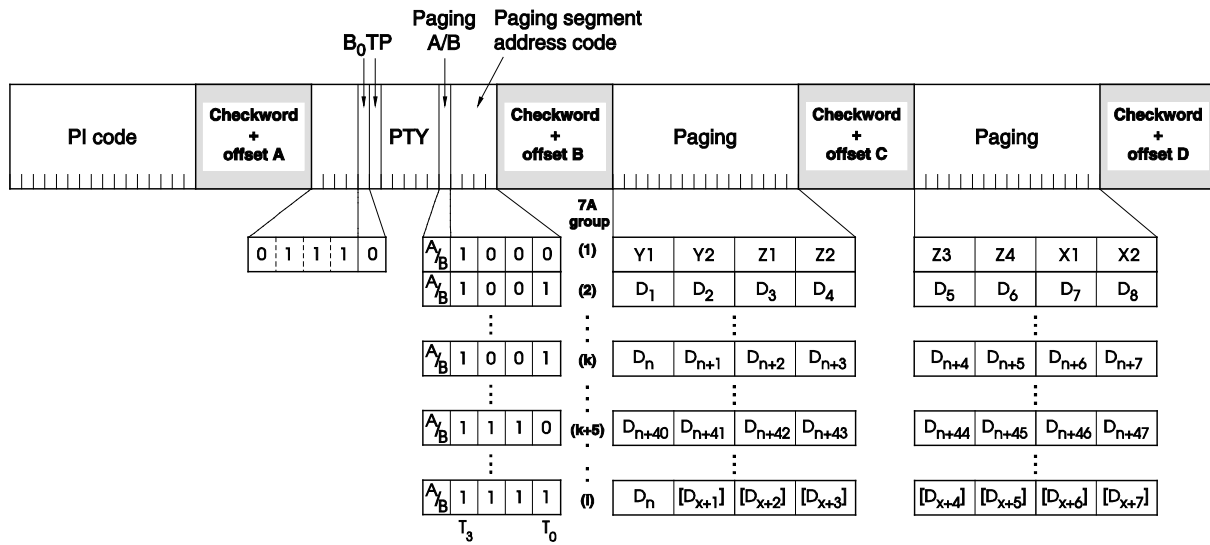 B₀ TP
Paging A/B
Paging segment address code
PI code
Checkword + offset A
PTY
Checkword + offset B
Paging
Checkword + offset C
Paging
Checkword + offset D
7A group
0 1 1 1 0
A/B 1 0 0 0 (1) Y1 Y2 Z1 Z2 Z3 Z4 X1 X2
A/B 1 0 0 1 (2) D₁ D₂ D₃ D₄ D₅ D₆ D₇ D₈
A/B 1 0 0 1 (k) Dₙ Dₙ₊₁ Dₙ₊₂ Dₙ₊₃ Dₙ₊₄ Dₙ₊₅ Dₙ₊₆ Dₙ₊₇
A/B 1 1 1 0 (k+5) Dₙ₊₄₀ Dₙ₊₄₁ Dₙ₊₄₂ Dₙ₊₄₃ Dₙ₊₄₄ Dₙ₊₄₅ Dₙ₊₄₆ Dₙ₊₄₇
A/B 1 1 1 1 (l) Dₙ [Dₓ₊₁] [Dₓ₊₂] [Dₓ₊₃] [Dₓ₊₄] [Dₓ₊₅] [Dₓ₊₆] [Dₓ₊₇]
T₃ T₀